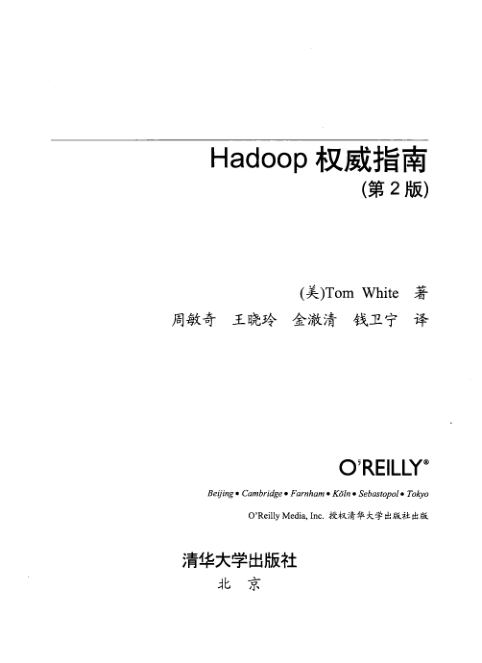 Hadoop 权威指南
(第 2 版)
(美)Tom White 著
周敏奇 王晓玲 金澈清 钱卫宁 译
O'REILLY®
Beijing • Cambridge • Farnham • Köln • Sebastopol • Tokyo
O'Reilly Media, Inc. 授权清华大学出版社出版
清华大学出版社
北 京